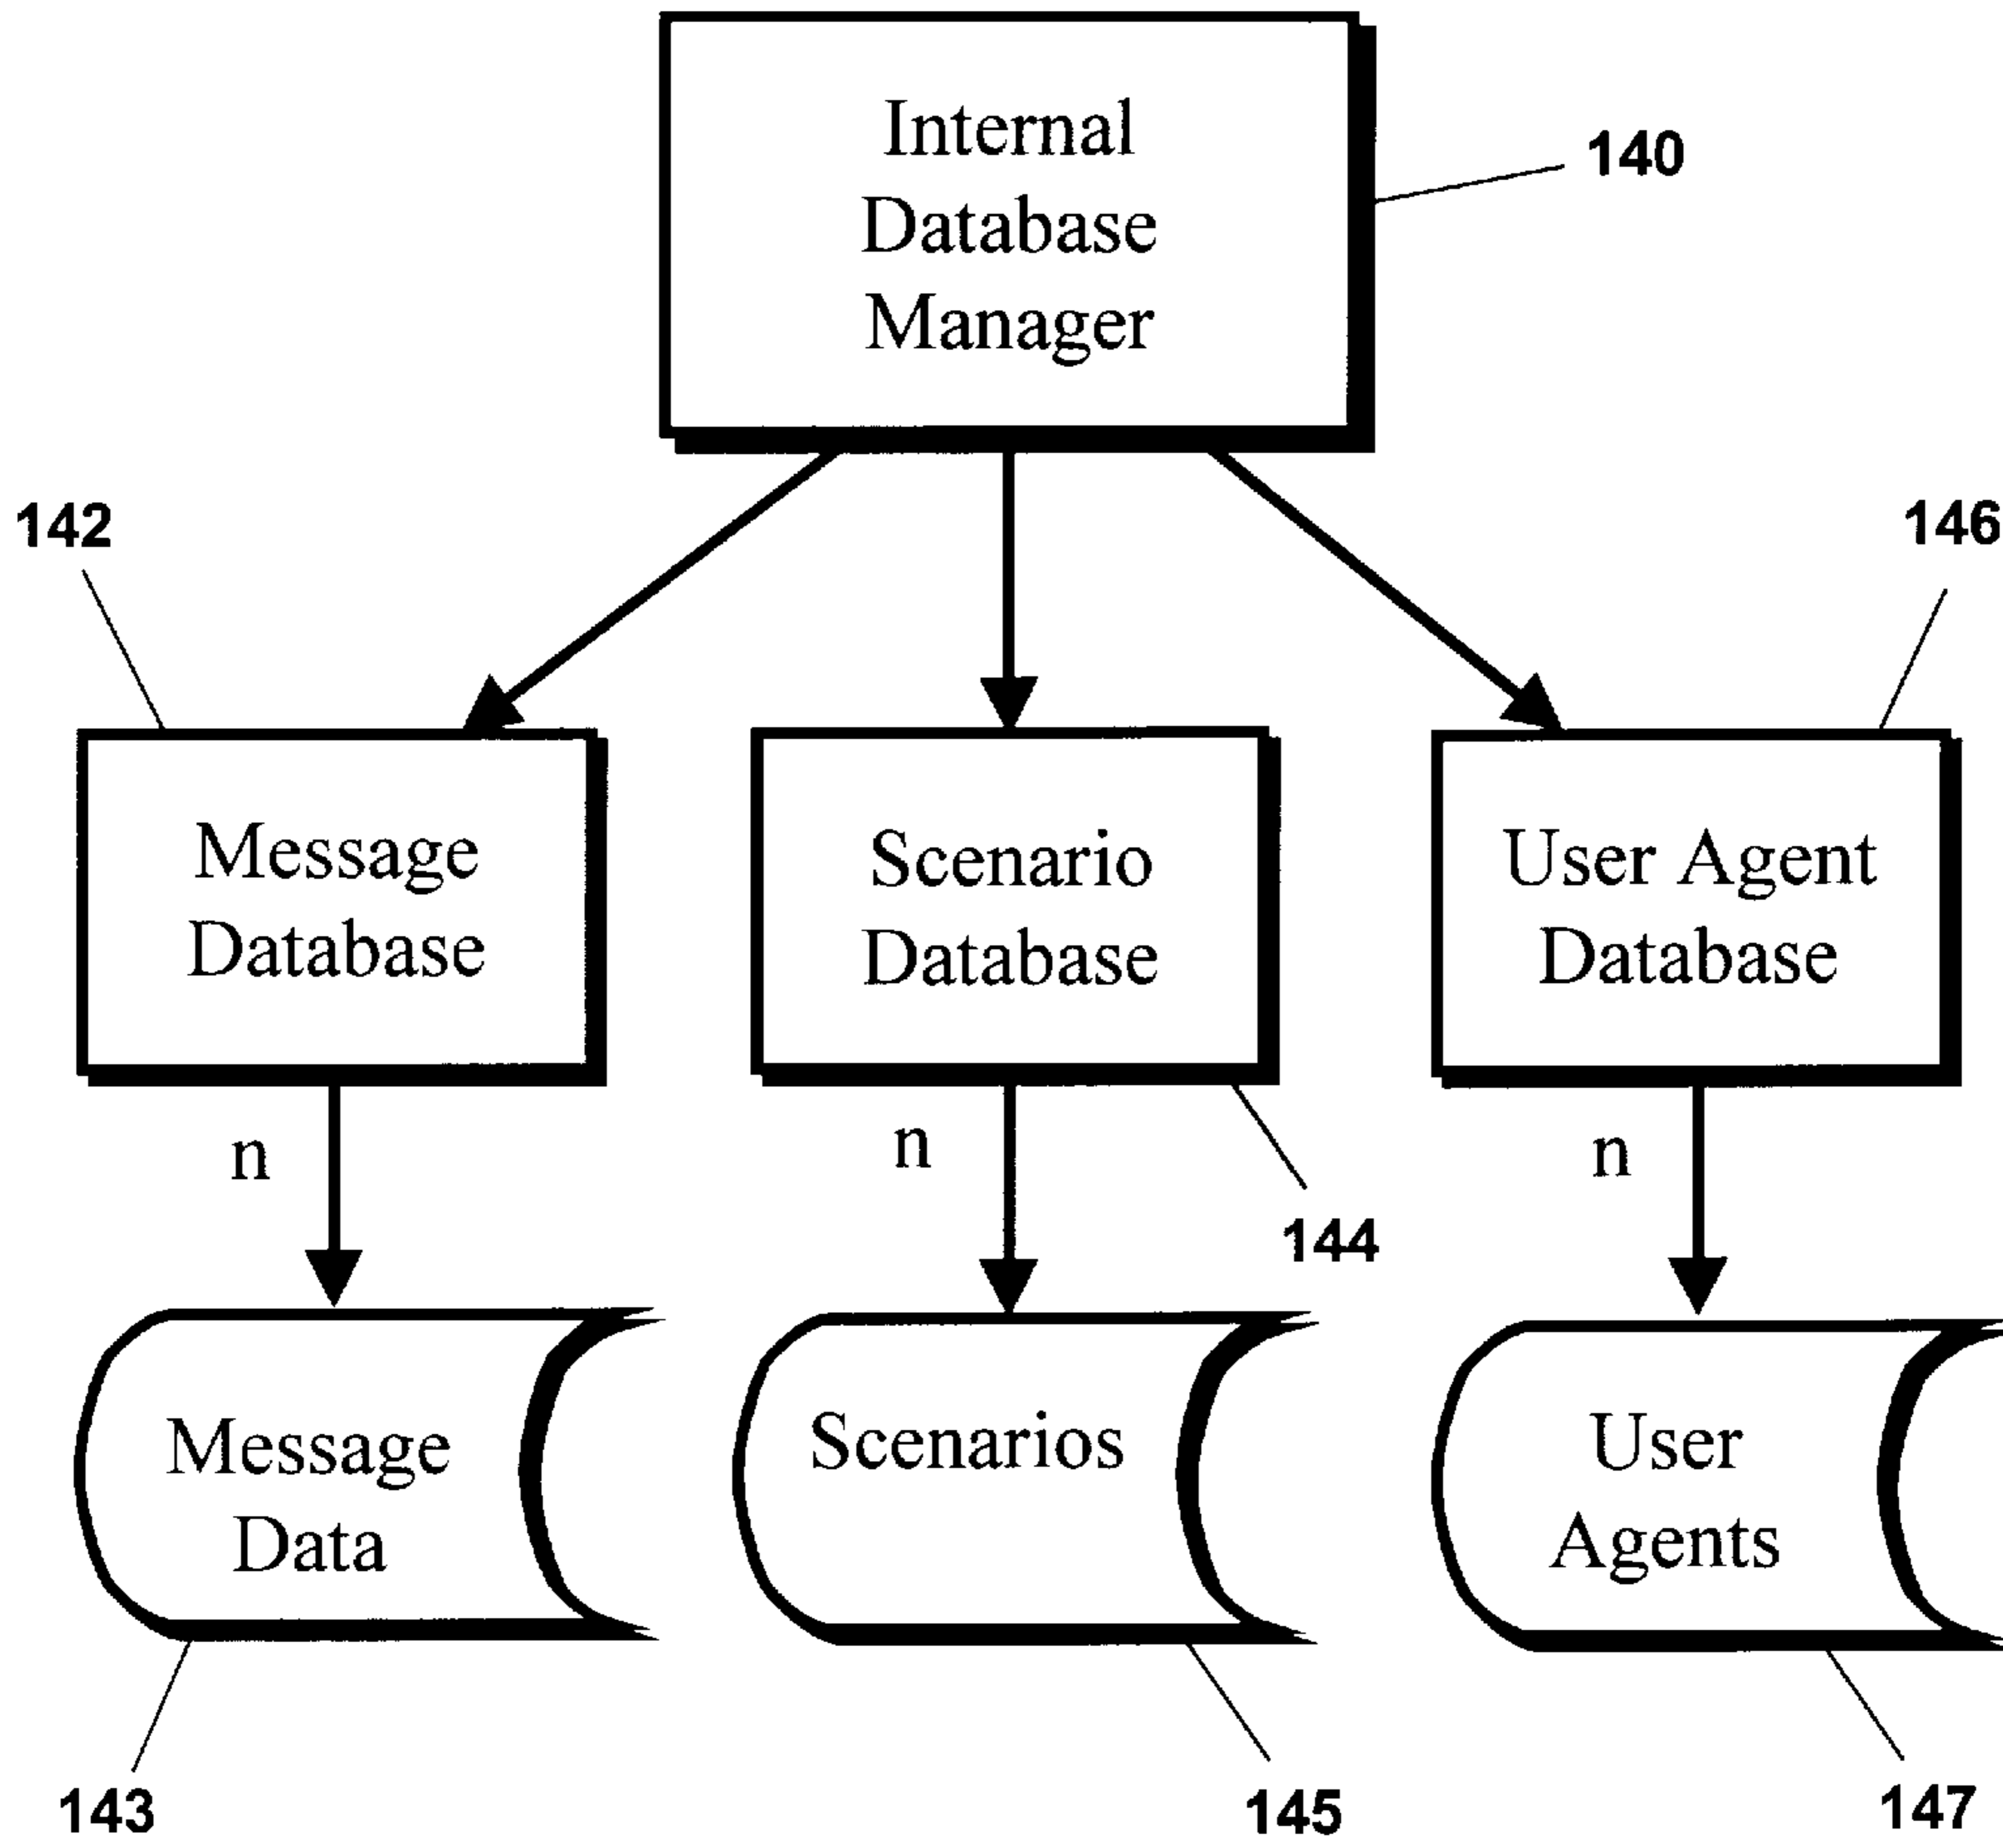 Internal
Database
Manager
140
142
146
Message
Database
Scenario
Database
User Agent
Database
n
n
n
144
Message
Data
Scenarios
User
Agents
143
145
147